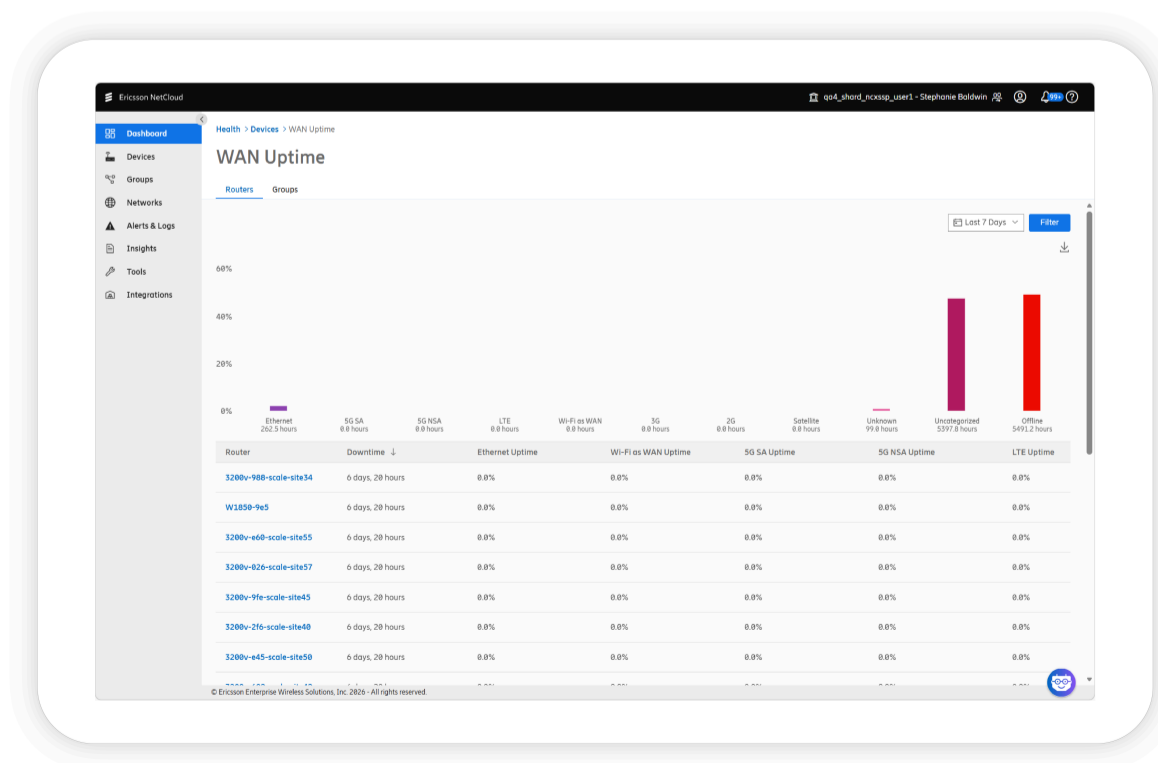 Ericsson NetCloud
qa4_shard_ncxssp_user1 - Stephanie Baldwin
99+
Dashboard
Devices
Groups
Networks
Alerts & Logs
Insights
Tools
Integrations
Health > Devices > WAN Uptime
WAN Uptime
Routers Groups
Last 7 Days Filter
60%
40%
20%
0%
Ethernet 5G SA 5G NSA LTE Wi-Fi as WAN 3G 2G Satellite Unknown Uncategorized Offline
262.5 hours 0.0 hours 0.0 hours 0.0 hours 0.0 hours 0.0 hours 0.0 hours 0.0 hours 99.0 hours 5397.8 hours 5491.2 hours
Router Downtime ↓ Ethernet Uptime Wi-Fi as WAN Uptime 5G SA Uptime 5G NSA Uptime LTE Uptime
3200v-988-scale-site34 6 days, 20 hours 0.0% 0.0% 0.0% 0.0% 0.0%
W1850-9e5 6 days, 20 hours 0.0% 0.0% 0.0% 0.0% 0.0%
3200v-e60-scale-site55 6 days, 20 hours 0.0% 0.0% 0.0% 0.0% 0.0%
3200v-026-scale-site57 6 days, 20 hours 0.0% 0.0% 0.0% 0.0% 0.0%
3200v-9fe-scale-site45 6 days, 20 hours 0.0% 0.0% 0.0% 0.0% 0.0%
3200v-2f6-scale-site40 6 days, 20 hours 0.0% 0.0% 0.0% 0.0% 0.0%
3200v-e45-scale-site50 6 days, 20 hours 0.0% 0.0% 0.0% 0.0% 0.0%
© Ericsson Enterprise Wireless Solutions, Inc. 2026 - All rights reserved.